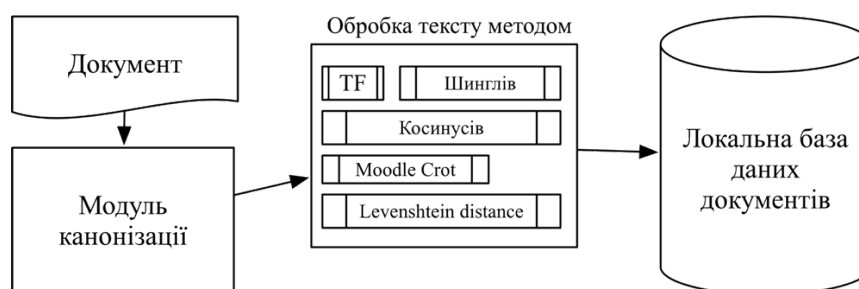 Документ
Модуль
канонізації
Обробка тексту методом
TF
Шинглів
Косинусів
Moodle Crot
Levenshtein distance
Локальна база
даних
документів